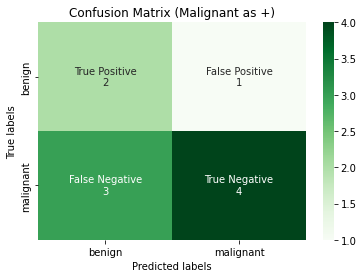 Confusion Matrix (Malignant as +)
True labels
benign
malignant
True Positive
2
False Positive
1
False Negative
3
True Negative
4
benign
malignant
Predicted labels
4.0
3.5
3.0
2.5
2.0
1.5
1.0